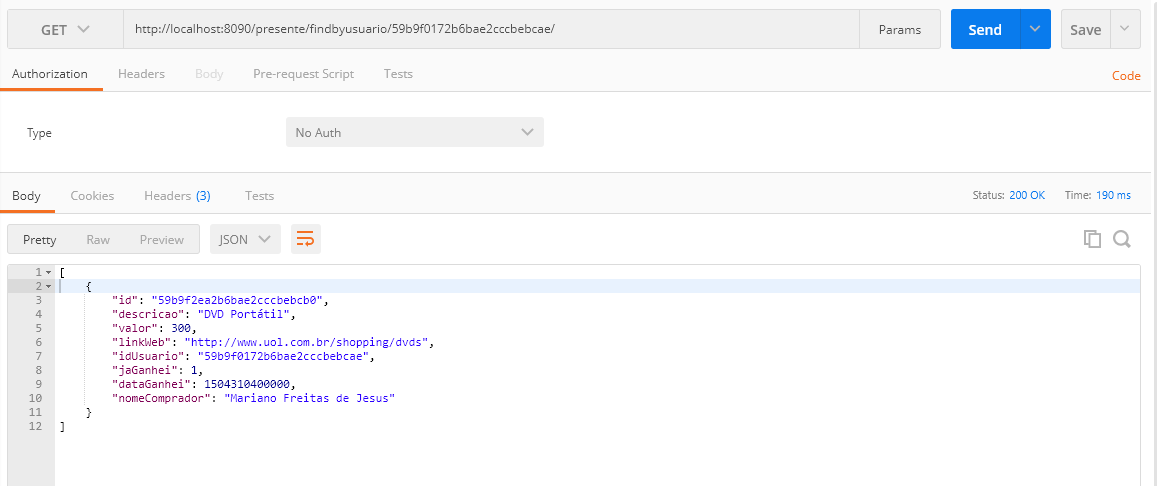 GET http://localhost:8090/presente/findbyusuario/59b9f0172b6bae2cccbebcae/ Params Send Save
Authorization Headers Body Pre-request Script Tests Code
Type No Auth
Body Cookies Headers (3) Tests Status: 200 OK Time: 190 ms
Pretty Raw Preview JSON
1 [
2 {
3 "id": "59b9f2ea2b6bae2cccbebcb0",
4 "descricao": "DVD Portátil",
5 "valor": 300,
6 "linkWeb": "http://www.uol.com.br/shopping/dvds",
7 "idUsuario": "59b9f0172b6bae2cccbebcae",
8 "jaGanhei": 1,
9 "dataGanhei": 1504310400000,
10 "nomeComprador": "Mariano Freitas de Jesus"
11 }
12 ]